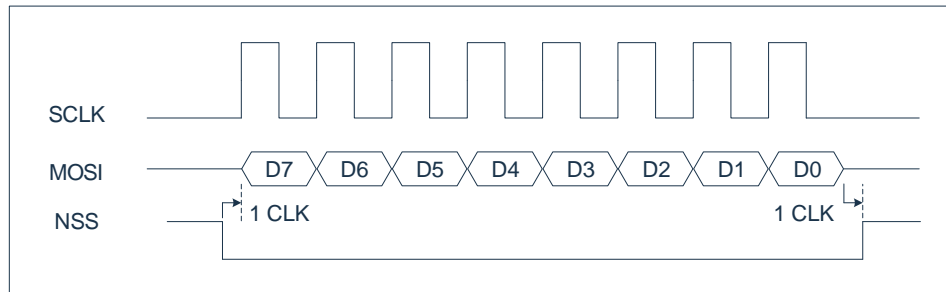 SCLK
MOSI D7 D6 D5 D4 D3 D2 D1 D0
1 CLK 1 CLK
NSS